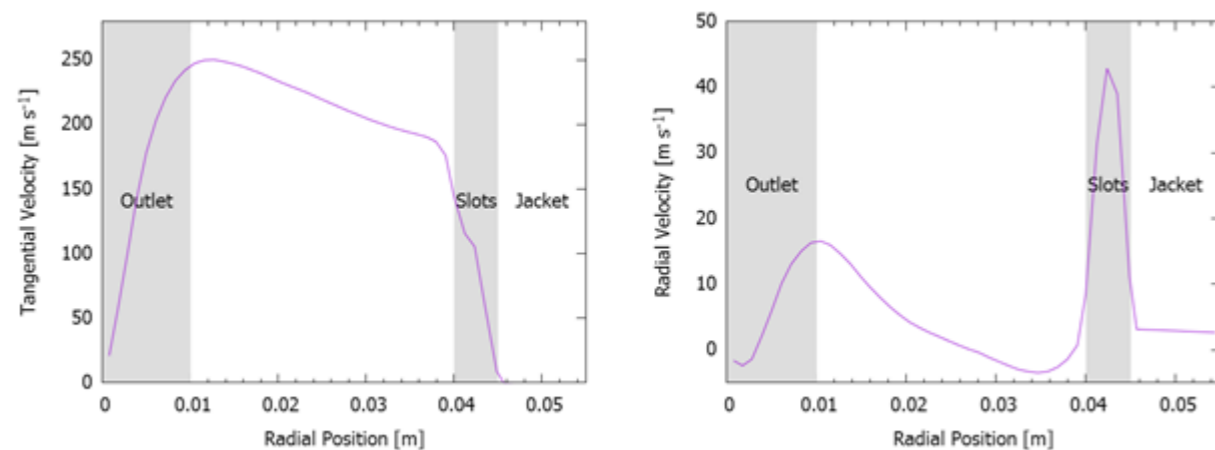 Tangential Velocity [m s⁻¹]
250
200
150
100
50
0
Outlet
Slots
Jacket
0
0.01
0.02
0.03
0.04
0.05
Radial Position [m]
Radial Velocity [m s⁻¹]
50
40
30
20
10
0
Outlet
Slots
Jacket
0
0.01
0.02
0.03
0.04
0.05
Radial Position [m]